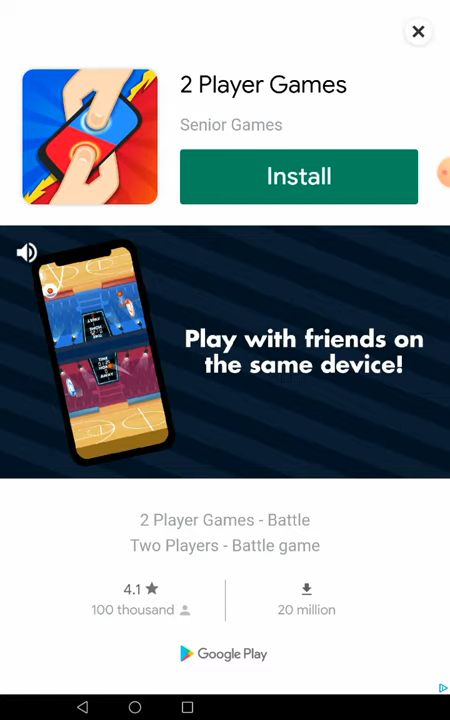 2 Player Games
Senior Games
Install
Play with friends on
the same device!
2 Player Games - Battle
Two Players - Battle game
4.1
100 thousand
20 million
Google Play